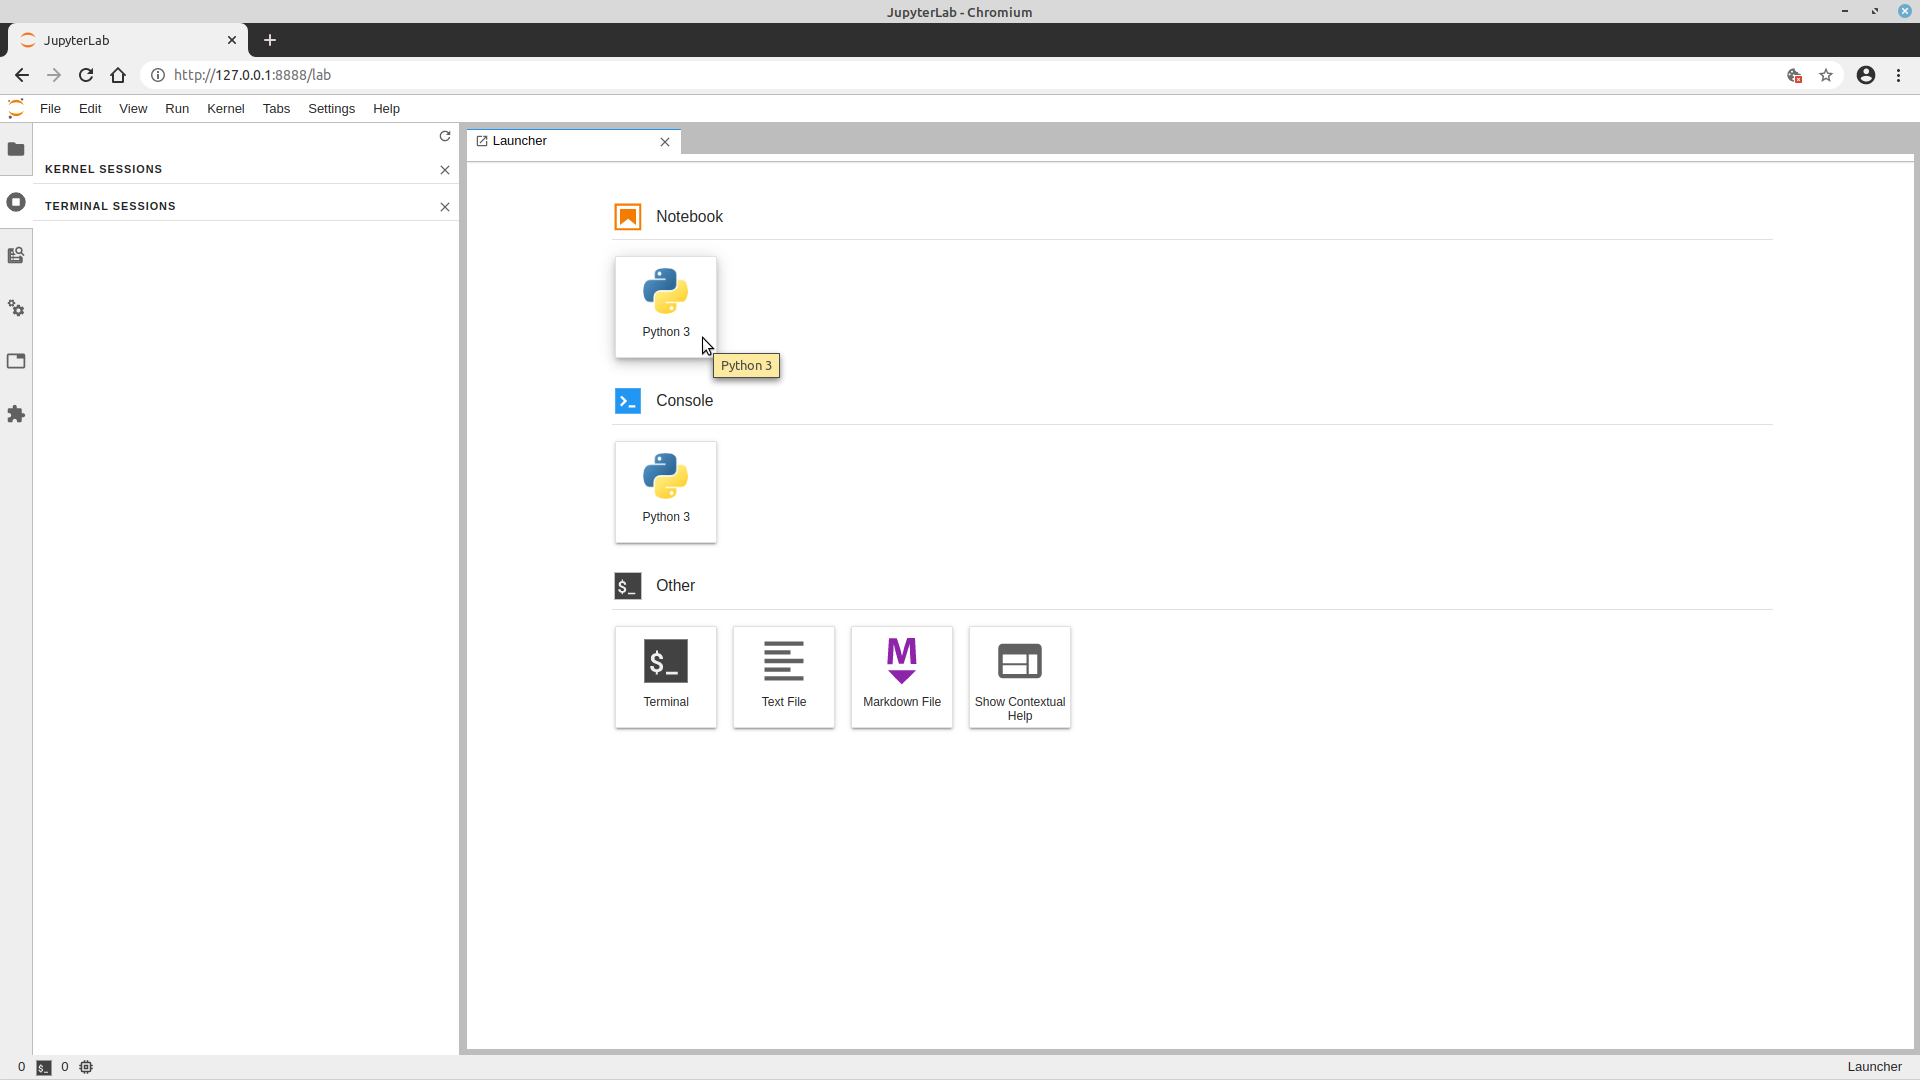 JupyterLab - Chromium
JupyterLab
http://127.0.0.1:8888/lab
File Edit View Run Kernel Tabs Settings Help
Launcher
KERNEL SESSIONS
TERMINAL SESSIONS
Notebook
Python 3
Python 3
Console
Python 3
$_ Other
$_
Terminal
Text File
M
Markdown File
Show Contextual
Help
0 $_ 0
Launcher